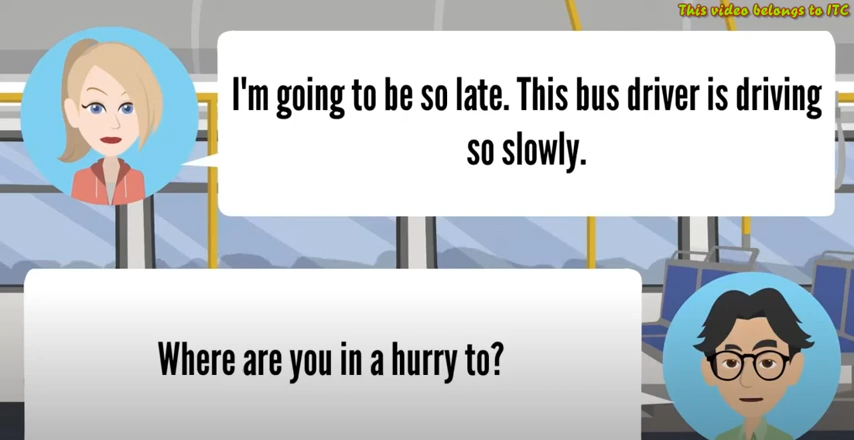 This video belongs to ITC
I'm going to be so late. This bus driver is driving
so slowly.
Where are you in a hurry to?